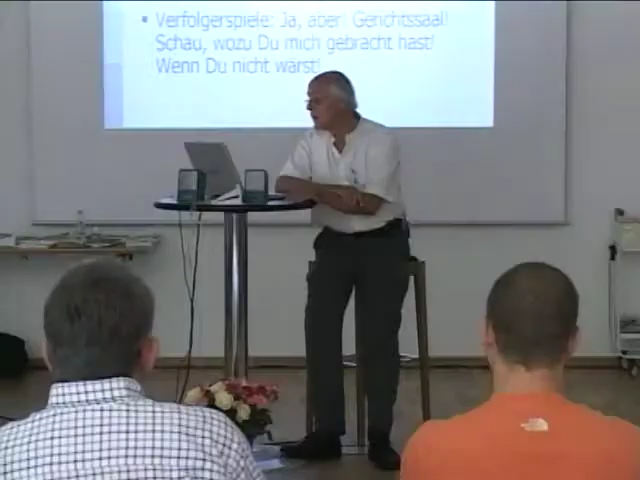 Verfolgerspiele: Ja, aber! Gerichtssaal!
Schau, wozu Du mich gebracht hast!
Wenn Du nicht wärst!